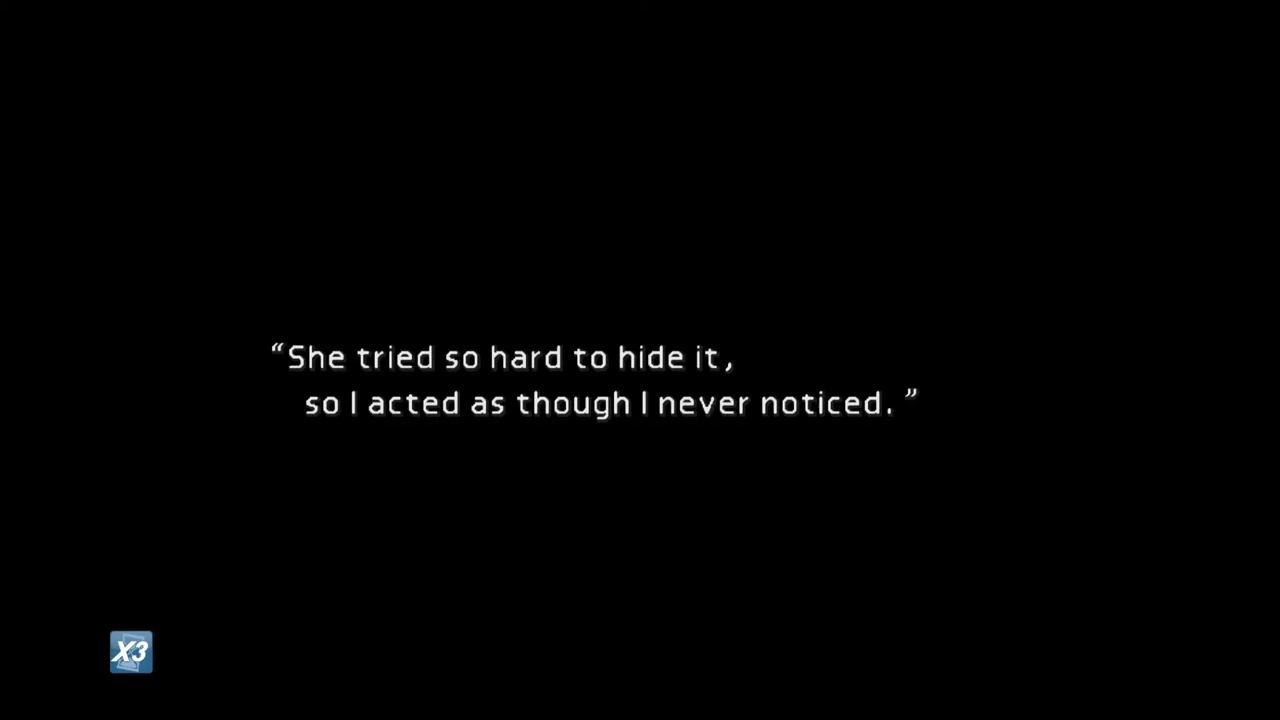 “She tried so hard to hide it,
so I acted as though I never noticed.”
X3